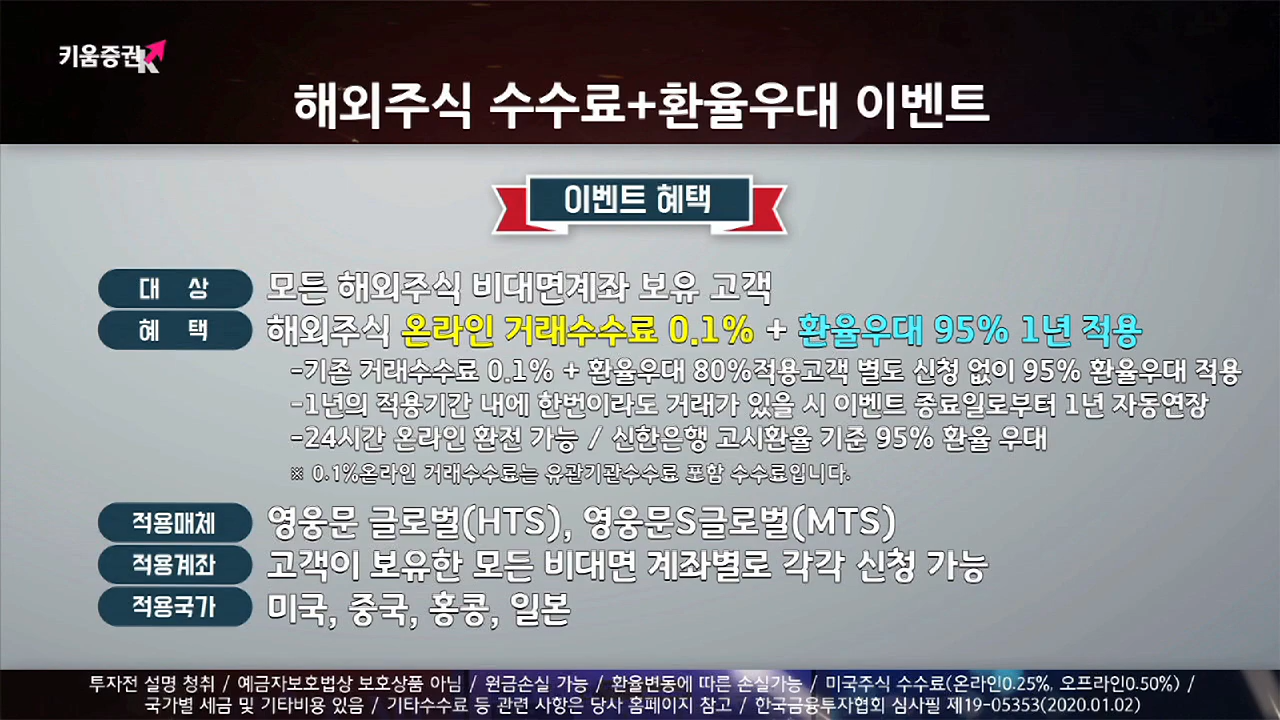 키움증권
해외주식 수수료+환율우대 이벤트
이벤트 혜택
대 상 모든 해외주식 비대면계좌 보유 고객
혜 택 해외주식 온라인 거래수수료 0.1% + 환율우대 95% 1년 적용
-기존 거래수수료 0.1% + 환율우대 80%적용고객 별도 신청 없이 95% 환율우대 적용
-1년의 적용기간 내에 한번이라도 거래가 있을 시 이벤트 종료일로부터 1년 자동연장
-24시간 온라인 환전 가능 / 신한은행 고시환율 기준 95% 환율 우대
※ 0.1%온라인 거래수수료는 유관기관수수료 포함 수수료입니다.
적용매체 영웅문 글로벌(HTS), 영웅문S글로벌(MTS)
적용계좌 고객이 보유한 모든 비대면 계좌별로 각각 신청 가능
적용국가 미국, 중국, 홍콩, 일본
투자전 설명 청취 / 예금자보호법상 보호상품 아님 / 원금손실 가능 / 환율변동에 따른 손실가능 / 미국주식 수수료(온라인0.25%, 오프라인0.50%) /
국가별 세금 및 기타비용 있음 / 기타수수료 등 관련 사항은 당사 홈페이지 참고 / 한국금융투자협회 심사필 제19-05353(2020.01.02)